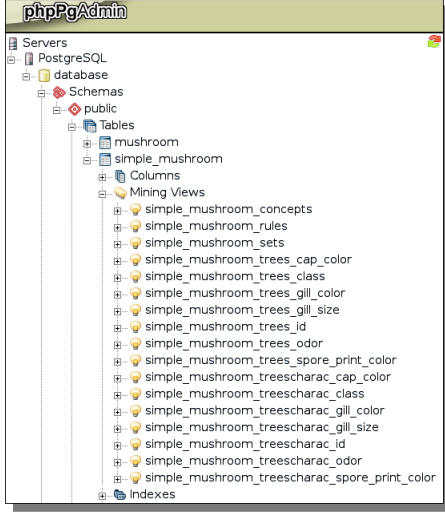 phpPgAdmin
Servers
PostgreSQL
database
Schemas
public
Tables
mushroom
simple_mushroom
Columns
Mining Views
simple_mushroom_concepts
simple_mushroom_rules
simple_mushroom_sets
simple_mushroom_trees_cap_color
simple_mushroom_trees_class
simple_mushroom_trees_gill_color
simple_mushroom_trees_gill_size
simple_mushroom_trees_id
simple_mushroom_trees_odor
simple_mushroom_trees_spore_print_color
simple_mushroom_treescharac_cap_color
simple_mushroom_treescharac_class
simple_mushroom_treescharac_gill_color
simple_mushroom_treescharac_gill_size
simple_mushroom_treescharac_id
simple_mushroom_treescharac_odor
simple_mushroom_treescharac_spore_print_color
Indexes